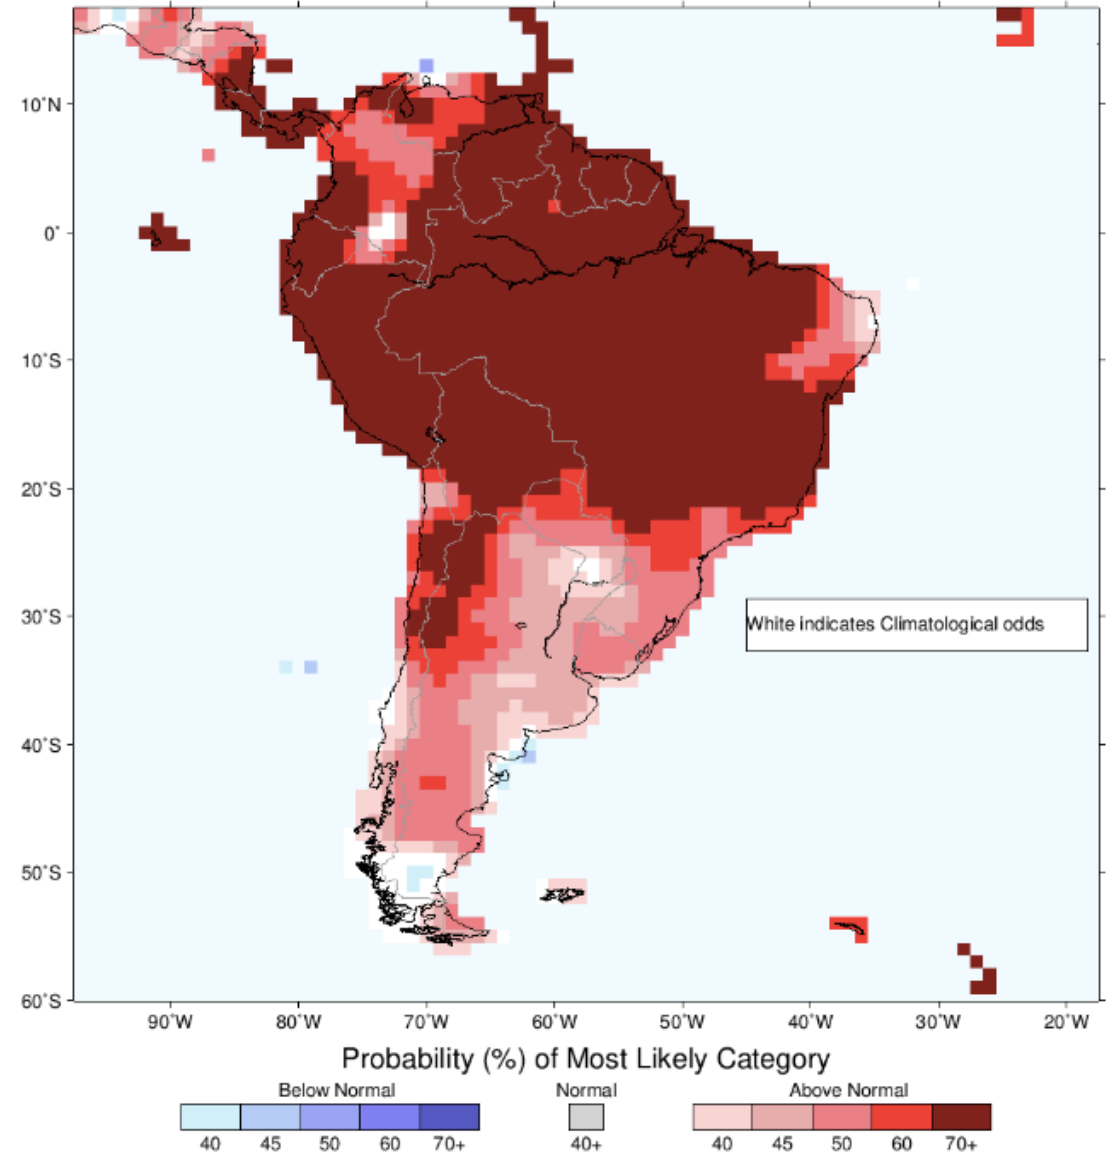 10˚N
0˚
10˚S
20˚S
30˚S
White indicates Climatological odds
40˚S
50˚S
60˚S
90˚W 80˚W 70˚W 60˚W 50˚W 40˚W 30˚W 20˚W
Probability (%) of Most Likely Category
Below Normal Normal Above Normal
40 45 50 60 70+ 40+ 40 45 50 60 70+